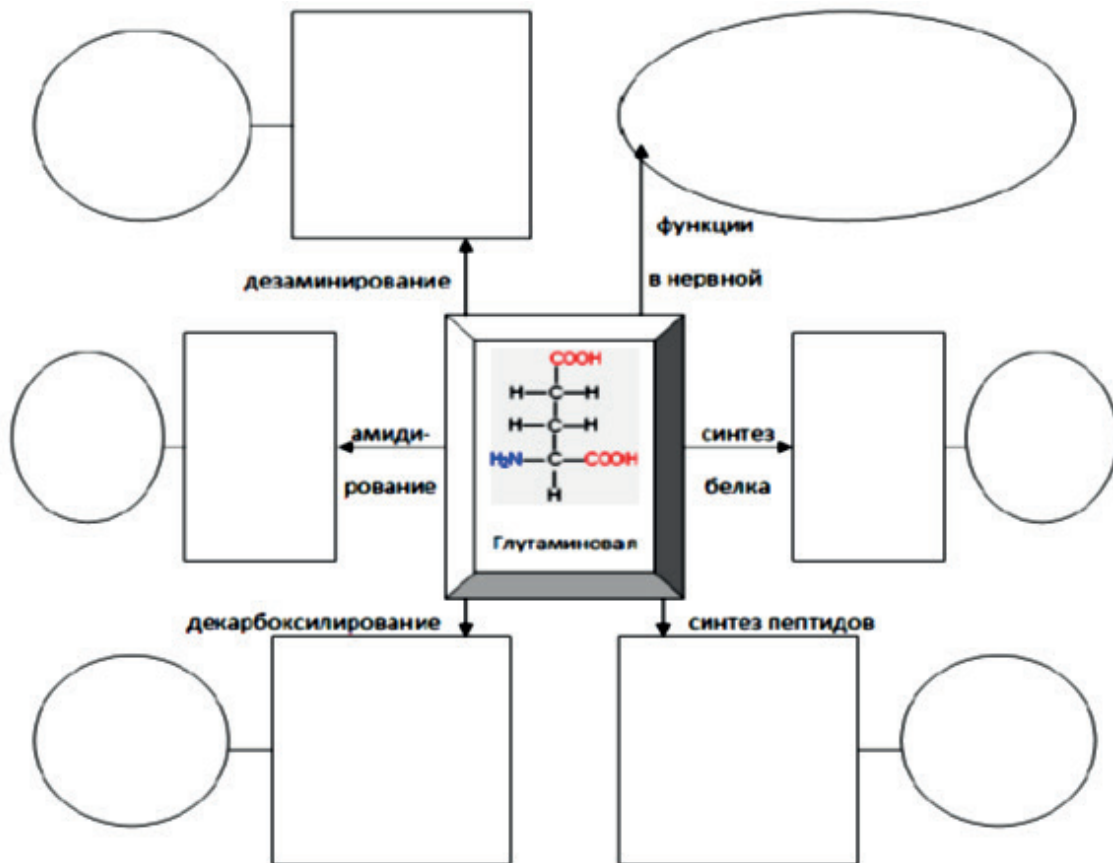 функции
дезаминирование
в нервной
COOH
H—C—H
H—C—H
H₂N—C—COOH
H
Глутаминовая
амиди-
рование
синтез
белка
декарбоксилирование
синтез пептидов